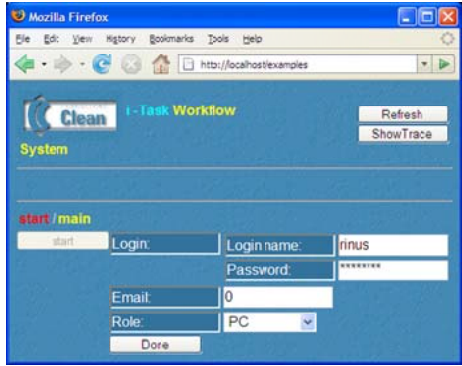 Mozilla Firefox
File Edit View History Bookmarks Tools Help
http://localhost/examples
Clean i-Task Workflow
Refresh
ShowTrace
System
start / main
start Login: Login name: rinus
Password: ********
Email: 0
Role: PC
Done